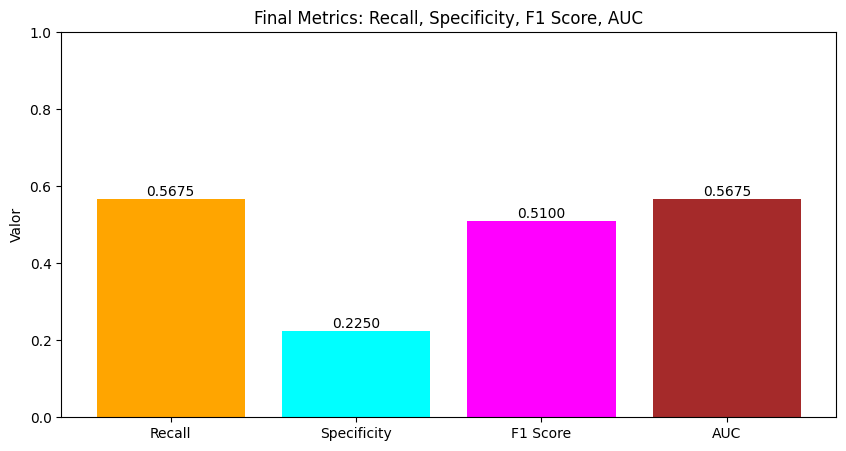 Final Metrics: Recall, Specificity, F1 Score, AUC
Valor
1.0
0.8
0.6
0.4
0.2
0.0
0.5675
0.2250
0.5100
0.5675
Recall
Specificity
F1 Score
AUC